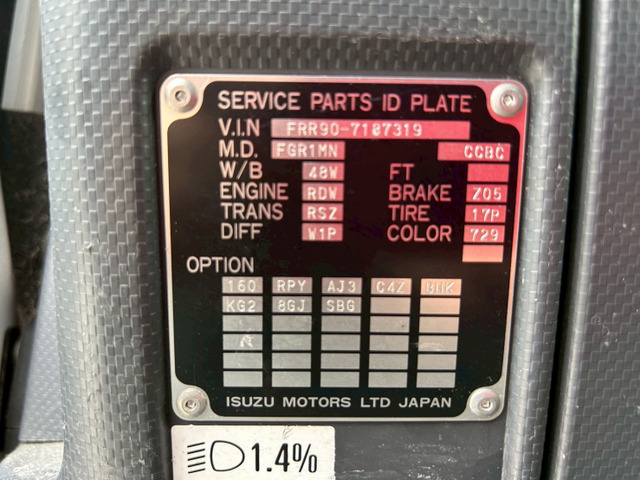 SERVICE PARTS ID PLATE
V.I.N FRR90-7107319
M.D. FGR1MN CCBC
W/B 48W FT
ENGINE RDW BRAKE Z05
TRANS RSZ TIRE 17P
DIFF W1P COLOR 729
OPTION
160 RPY AJ3 C4Z
KG2 8GJ SBG
ISUZU MOTORS LTD JAPAN
1.4%